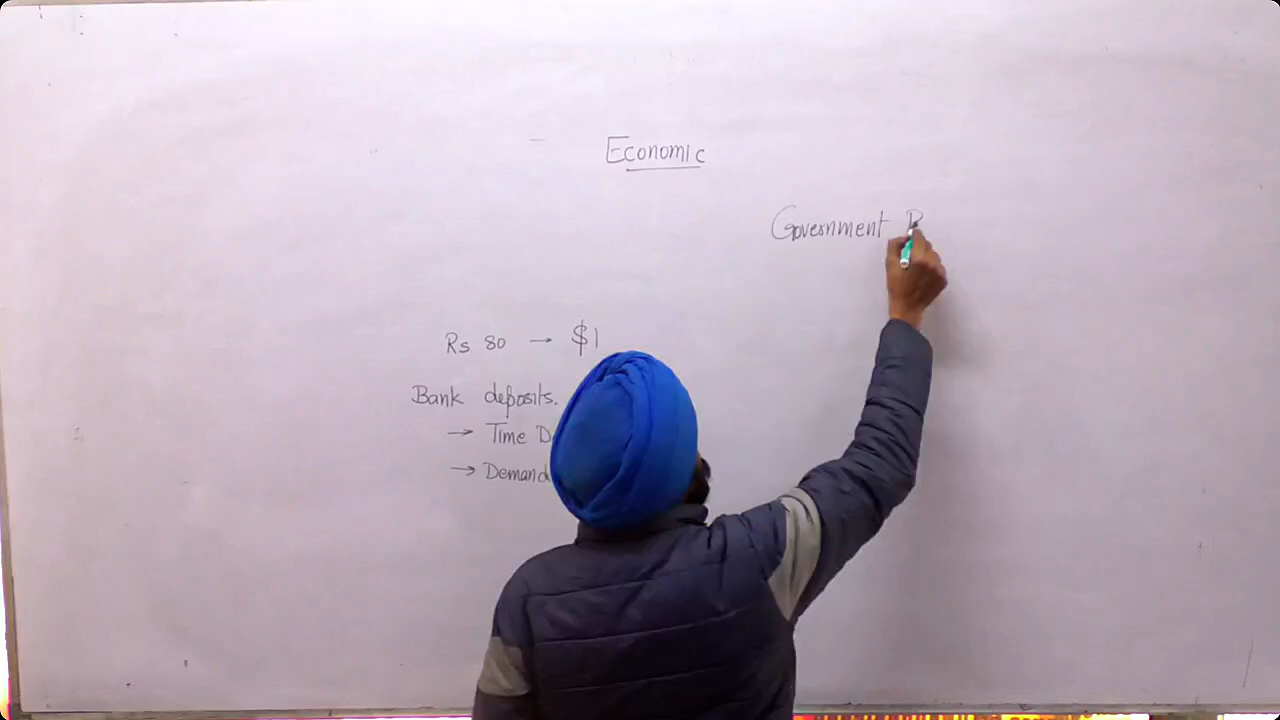 Economic
Government
Rs 80 → $1
Bank deposits.
→ Time D
→ Demand